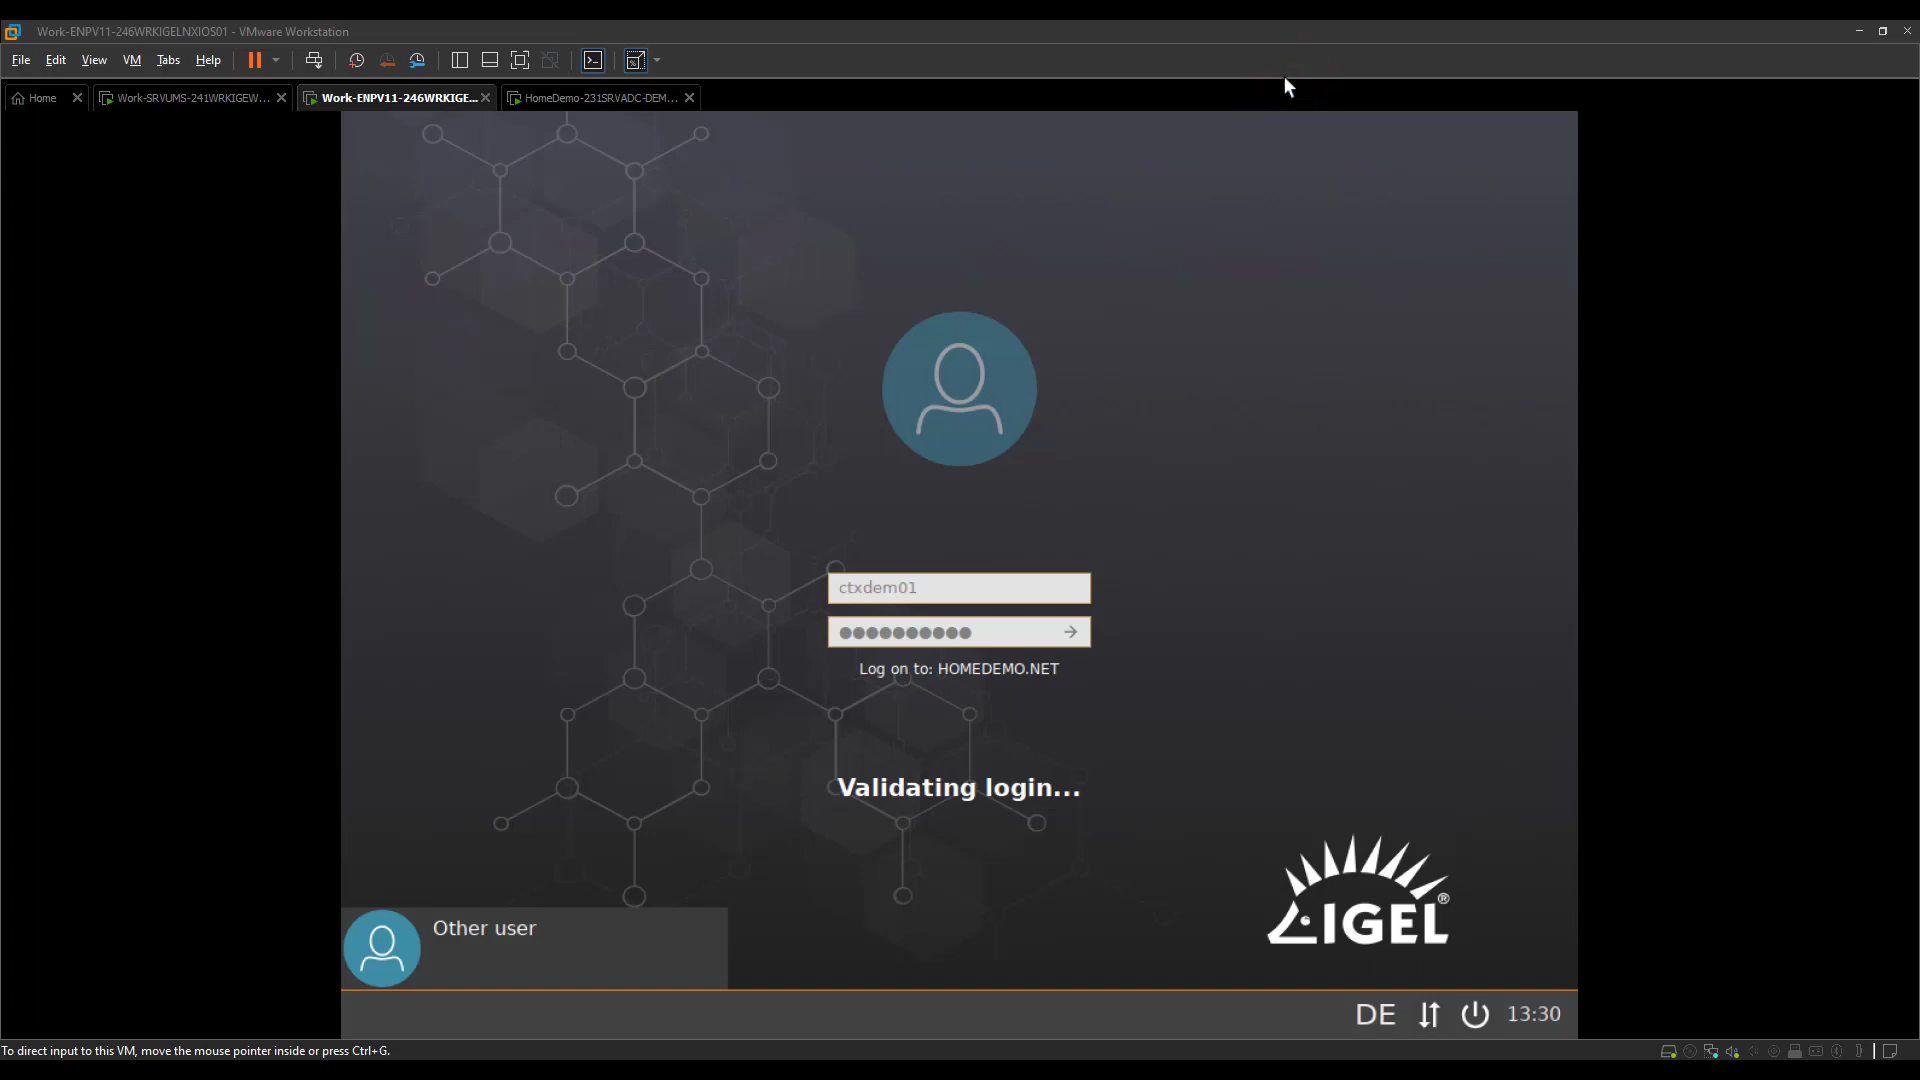 Work-ENPV11-246WRKIGELNXIOS01 - VMware Workstation
File Edit View VM Tabs Help
Home Work-SRVUMS-241WRKIGEW... Work-ENPV11-246WRKIGE... HomeDemo-231SRVADC-DEM...
ctxdem01
●●●●●●●●●●
Log on to: HOMEDEMO.NET
Validating login...
IGEL®
Other user
DE 13:30
To direct input to this VM, move the mouse pointer inside or press Ctrl+G.